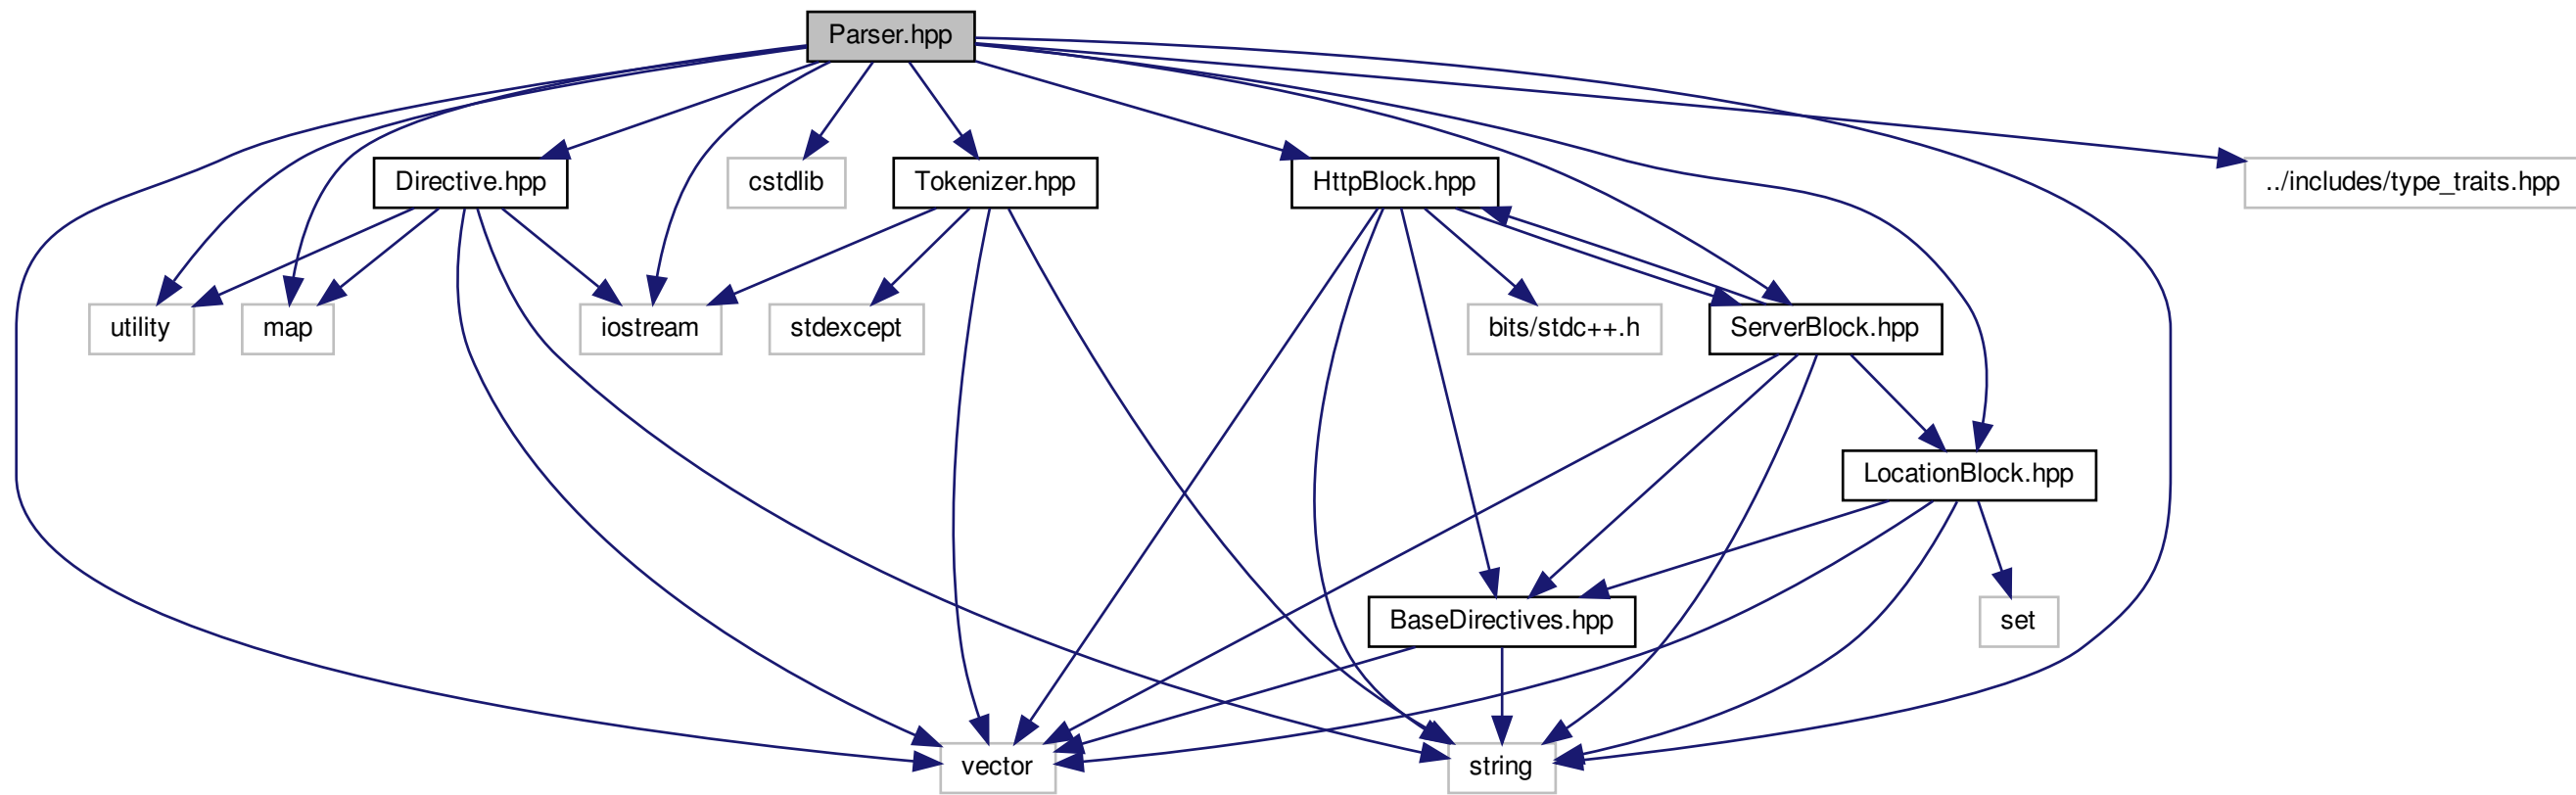 Parser.hpp
Directive.hpp
cstdlib
Tokenizer.hpp
HttpBlock.hpp
../includes/type_traits.hpp
utility
map
iostream
stdexcept
bits/stdc++.h
ServerBlock.hpp
LocationBlock.hpp
BaseDirectives.hpp
set
vector
string